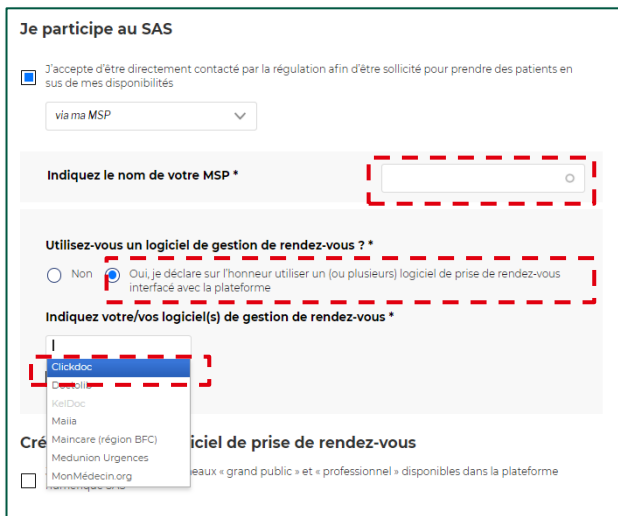 Je participe au SAS
J'accepte d'être directement contacté par la régulation afin d'être sollicité pour prendre des patients en
sus de mes disponibilités
via ma MSP
Indiquez le nom de votre MSP *
Utilisez-vous un logiciel de gestion de rendez-vous ? *
Non
Oui, je déclare sur l'honneur utiliser un (ou plusieurs) logiciel de prise de rendez-vous
interfacé avec la plateforme
Indiquez votre/vos logiciel(s) de gestion de rendez-vous *
Clickdoc
Doctolib
KelDoc
Maiia
Maincare (région BFC)
Medunion Urgences
MonMédecin.org
Cré iciel de prise de rendez-vous
eaux « grand public » et « professionnel » disponibles dans la plateforme